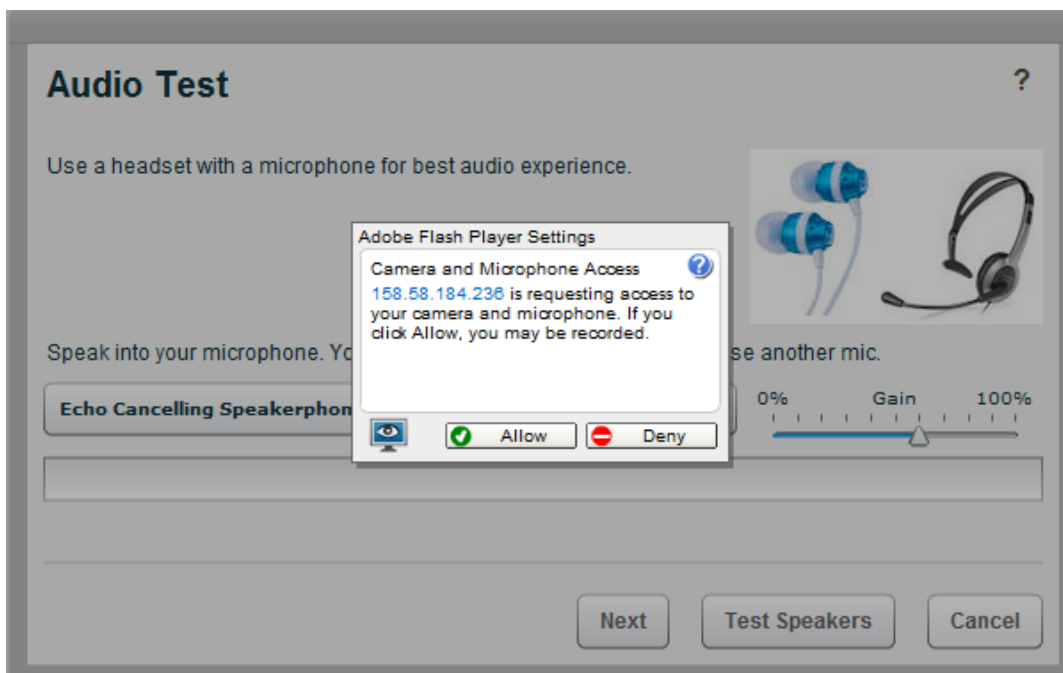 Audio Test
?
Use a headset with a microphone for best audio experience.
Adobe Flash Player Settings
Camera and Microphone Access
?
158.58.184.236 is requesting access to
your camera and microphone. If you
click Allow, you may be recorded.
Allow
Deny
Speak into your microphone.
se another mic.
Echo Cancelling Speakerphon
0%
Gain
100%
Next
Test Speakers
Cancel